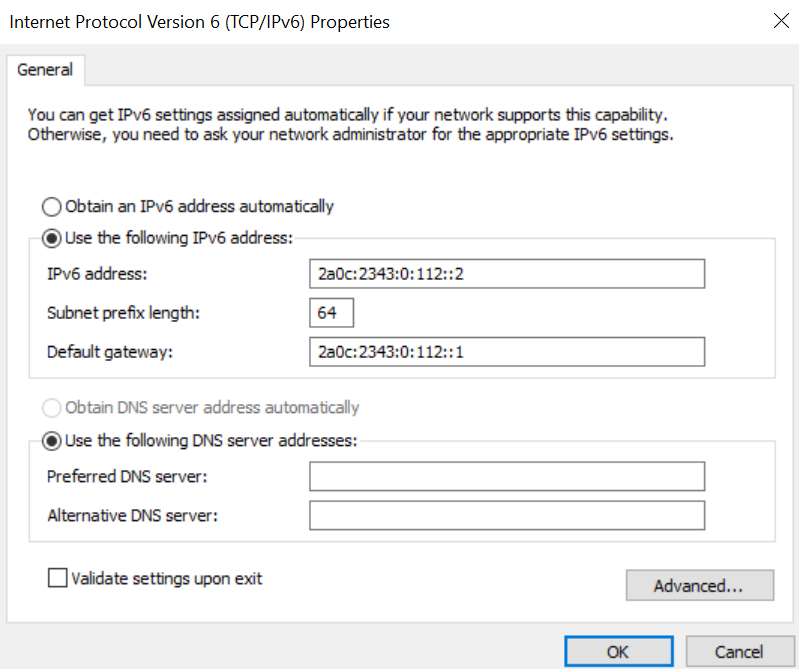 Internet Protocol Version 6 (TCP/IPv6) Properties
General
You can get IPv6 settings assigned automatically if your network supports this capability.
Otherwise, you need to ask your network administrator for the appropriate IPv6 settings.
Obtain an IPv6 address automatically
Use the following IPv6 address:
IPv6 address: 2a0c:2343:0:112::2
Subnet prefix length: 64
Default gateway: 2a0c:2343:0:112::1
Obtain DNS server address automatically
Use the following DNS server addresses:
Preferred DNS server:
Alternative DNS server:
Validate settings upon exit
Advanced...
OK Cancel